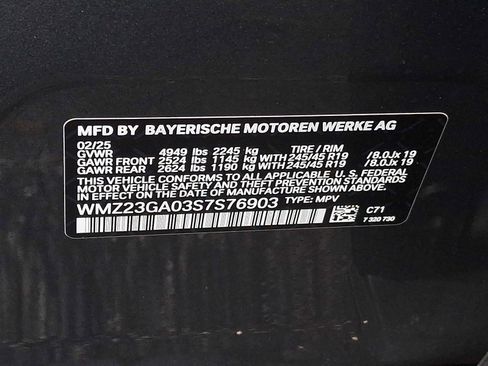 MFD BY BAYERISCHE MOTOREN WERKE AG
02/25
GVWR 4949 lbs 2245 kg TIRE / RIM
GAWR FRONT 2524 lbs 1145 kg WITH 245/45 R19 / 8.0Jx 19
GAWR REAR 2624 lbs 1190 kg WITH 245/45 R19 / 8.0Jx 19
THIS VEHICLE CONFORMS TO ALL APPLICABLE U.S. FEDERAL
MOTOR VEHICLE SAFETY AND THEFT PREVENTION STANDARDS
IN EFFECT ON THE DATE OF MANUFACTURE SHOWN ABOVE.
WMZ23GA03S7S76903 TYPE: MPV
C71
7 320 730